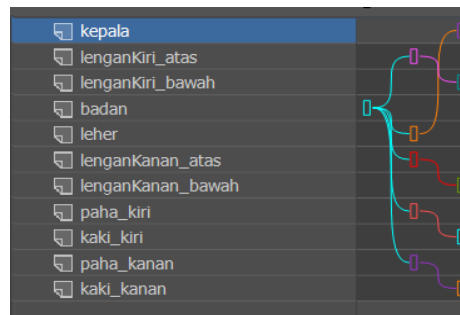 kepala
lenganKiri_atas
lenganKiri_bawah
badan
leher
lenganKanan_atas
lenganKanan_bawah
paha_kiri
kaki_kiri
paha_kanan
kaki_kanan